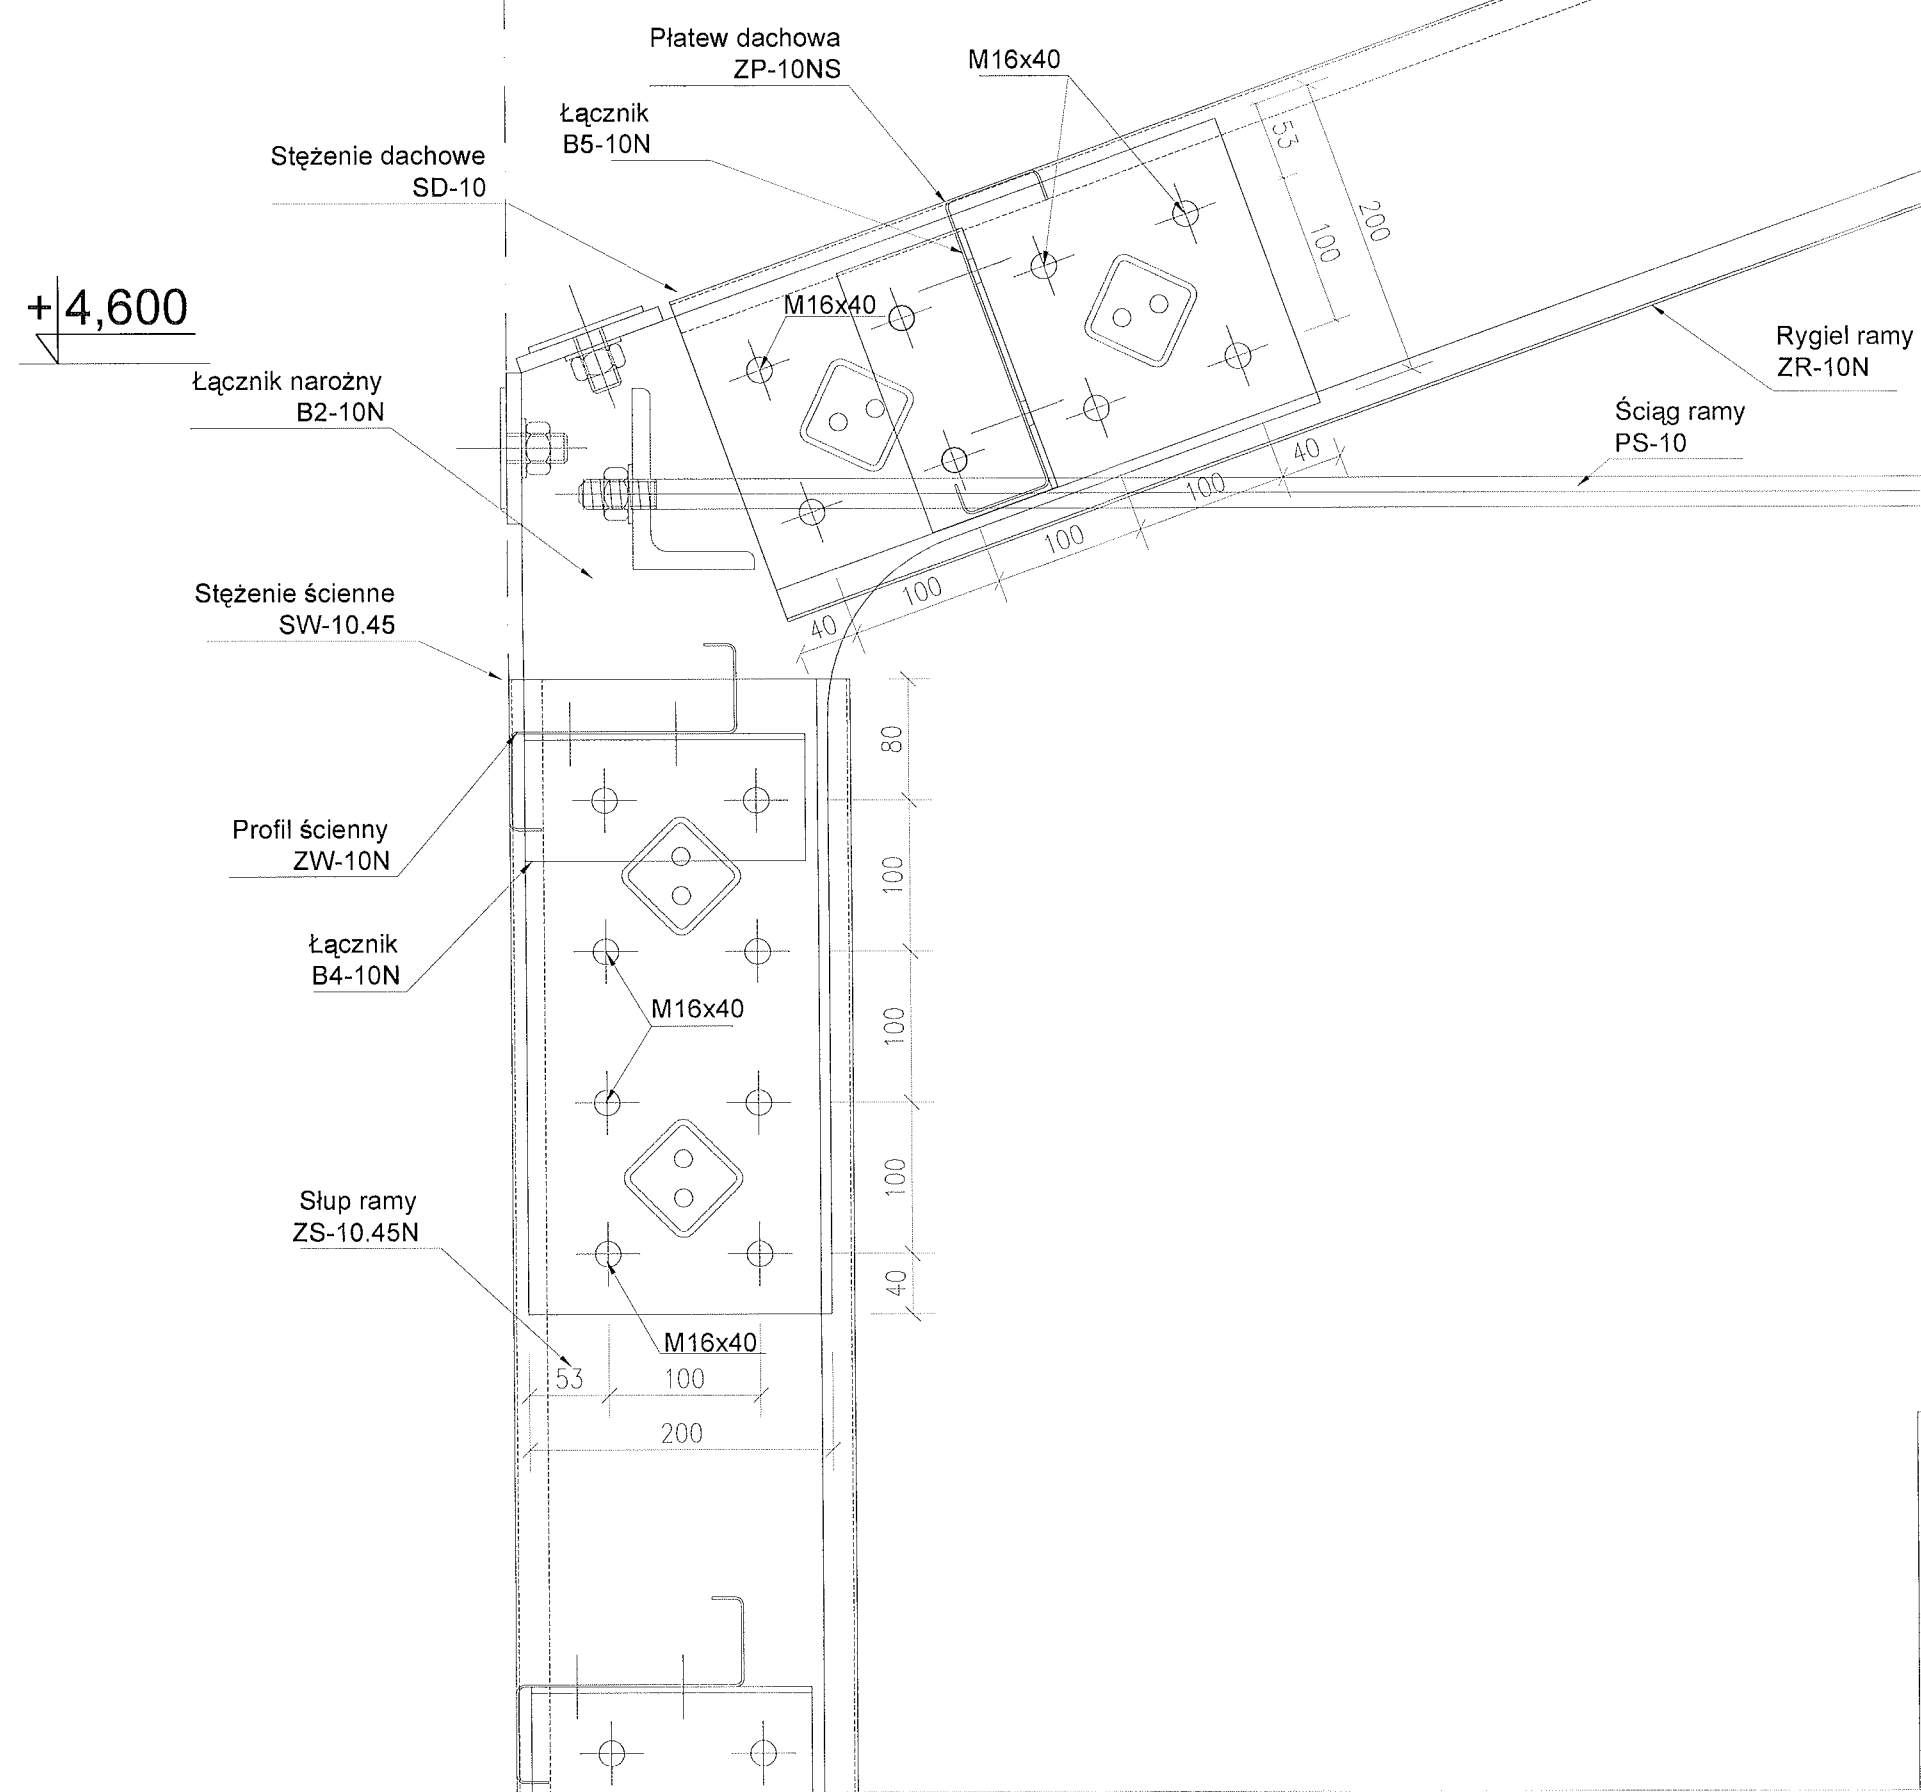 Płatew dachowa
ZP-10NS
M16x40
Łącznik
B5-10N
Stężenie dachowe
SD-10
53
100
200
+4,600
M16x40
Rygiel ramy
ZR-10N
Łącznik narożny
B2-10N
Ściąg ramy
PS-10
40
100
100
100
40
Stężenie ścienne
SW-10.45
80
Profil ścienny
ZW-10N
100
Łącznik
B4-10N
M16x40
100
100
Słup ramy
ZS-10.45N
40
M16x40
53
100
200